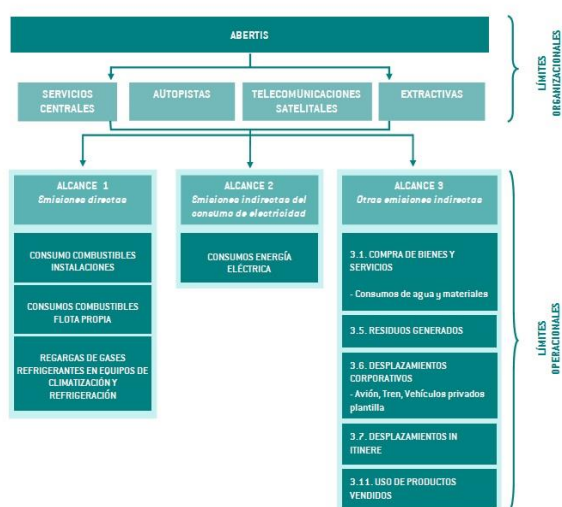 ABERTIS
SERVICIOS
CENTRALES
AUTOPISTAS
TELECOMUNICACIONES
SATELITALES
EXTRACTIVAS
LÍMITES
ORGANIZACIONALES
ALCANCE 1
Emisiones directas
CONSUMO COMBUSTIBLES
INSTALACIONES
CONSUMOS COMBUSTIBLES
FLOTA PROPIA
REGARGAS DE GASES
REFRIGERANTES EN EQUIPOS DE
CLIMATIZACIÓN Y
REFRIGERACIÓN
ALCANCE 2
Emisiones indirectas del
consumo de electricidad
CONSUMOS ENERGÍA
ELÉCTRICA
ALCANCE 3
Otras emisiones indirectas
3.1. COMPRA DE BIENES Y
SERVICIOS
- Consumos de agua y materiales
3.5. RESIDUOS GENERADOS
3.6. DESPLAZAMIENTOS
CORPORATIVOS
- Avión, Tren, Vehículos privados
plantilla
3.7. DESPLAZAMIENTOS IN
ITINERE
3.11. USO DE PRODUCTOS
VENDIDOS
LÍMITES
OPERACIONALES